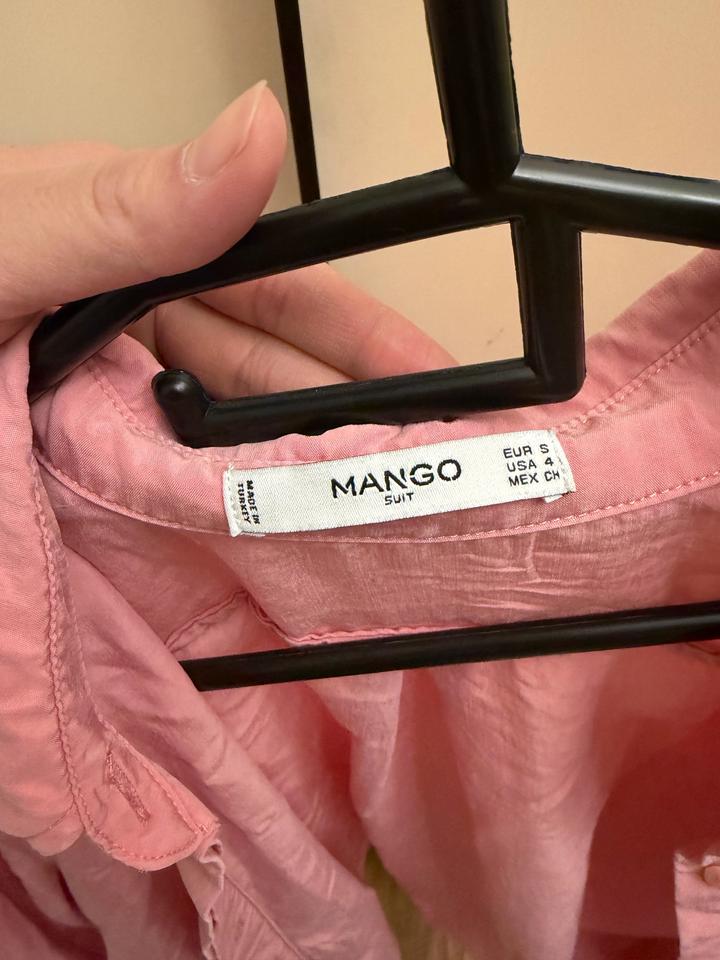 MANGO
SUIT
EUR S
USA 4
MEX CH
MADE IN
TURKEY